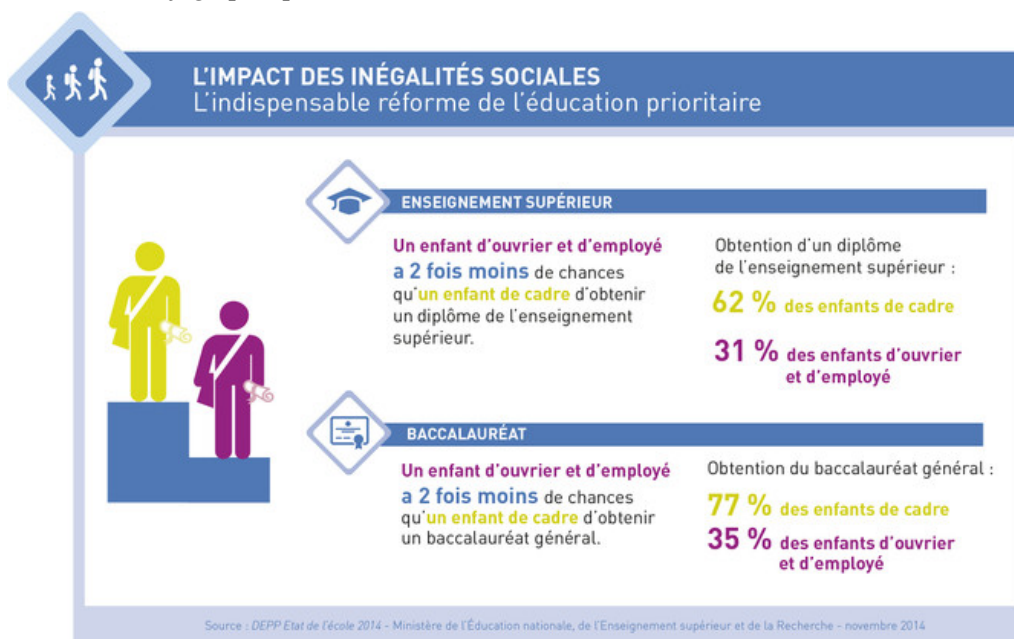 L'IMPACT DES INÉGALITÉS SOCIALES
L'indispensable réforme de l'éducation prioritaire
ENSEIGNEMENT SUPÉRIEUR
Un enfant d'ouvrier et d'employé
a 2 fois moins de chances
qu'un enfant de cadre d'obtenir
un diplôme de l'enseignement
supérieur.
Obtention d'un diplôme
de l'enseignement supérieur :
62 % des enfants de cadre
31 % des enfants d'ouvrier
et d'employé
BACCALAURÉAT
Un enfant d'ouvrier et d'employé
a 2 fois moins de chances
qu'un enfant de cadre d'obtenir
un baccalauréat général.
Obtention du baccalauréat général :
77 % des enfants de cadre
35 % des enfants d'ouvrier
et d'employé
Source : DEPP Etat de l'école 2014 - Ministère de l'Éducation nationale, de l'Enseignement supérieur et de la Recherche - novembre 2014